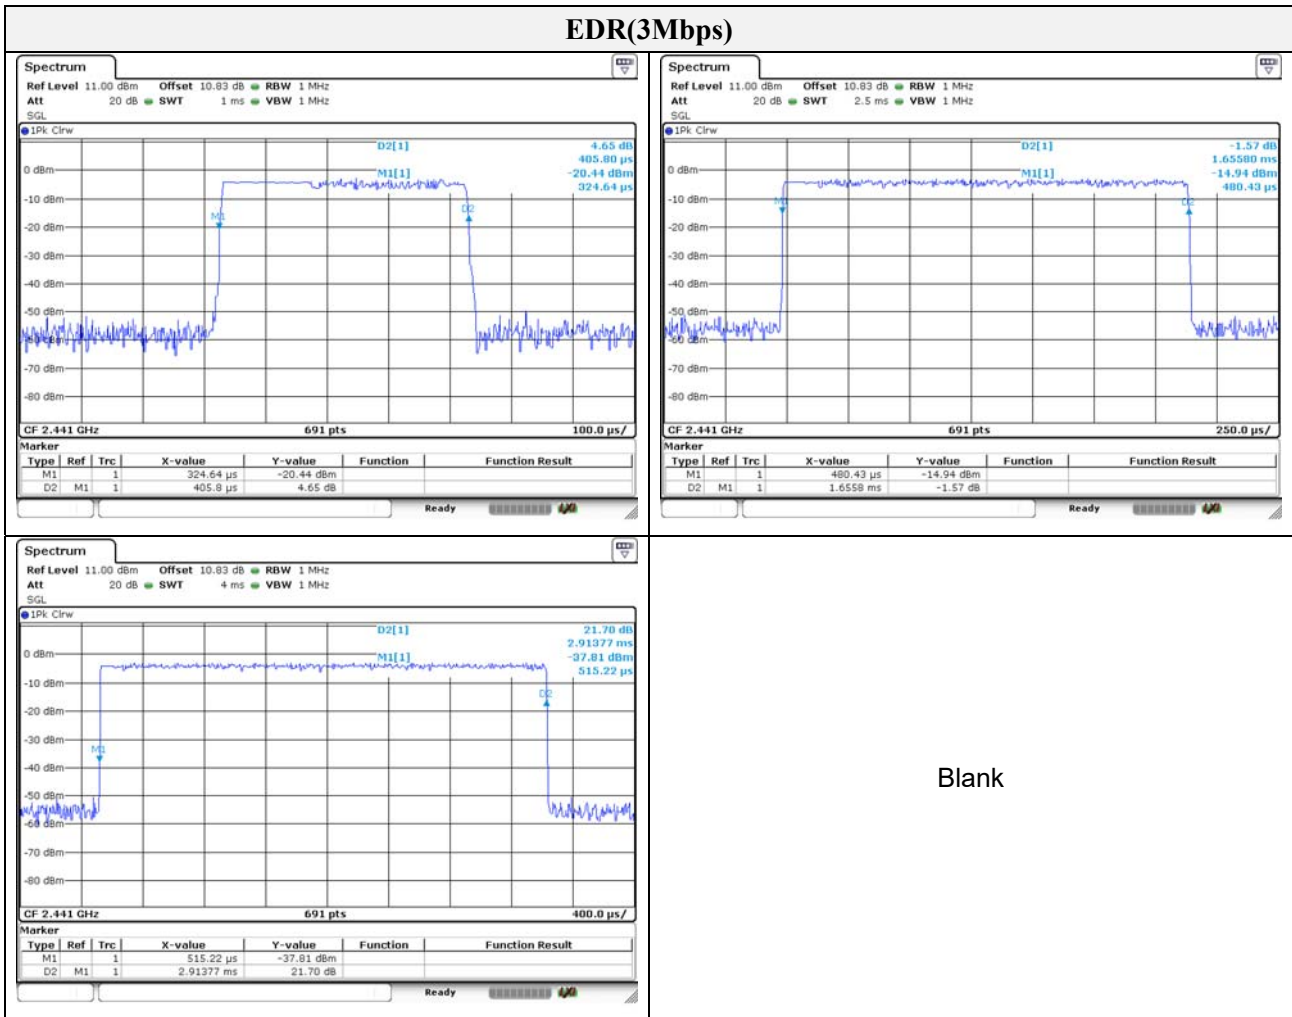 EDR(3Mbps)
Spectrum
Ref Level 11.00 dBm Offset 10.83 dB RBW 1 MHz
Att 20 dB SWT 1 ms VBW 1 MHz
SGL
1Pk Clrw
D2[1] 4.65 dB
405.80 µs
M1[1] -20.44 dBm
324.64 µs
0 dBm
-10 dBm
M1
D2
-20 dBm
-30 dBm
-40 dBm
-50 dBm
-60 dBm
-70 dBm
-80 dBm
CF 2.441 GHz 691 pts 100.0 µs/
Marker
Type Ref Trc X-value Y-value Function Function Result
M1 1 324.64 µs -20.44 dBm
D2 M1 1 405.8 µs 4.65 dB
Ready
Spectrum
Ref Level 11.00 dBm Offset 10.83 dB RBW 1 MHz
Att 20 dB SWT 2.5 ms VBW 1 MHz
SGL
1Pk Clrw
D2[1] -1.57 dB
1.65580 ms
M1[1] -14.94 dBm
480.43 µs
0 dBm
-10 dBm
M1
D2
-20 dBm
-30 dBm
-40 dBm
-50 dBm
-60 dBm
-70 dBm
-80 dBm
CF 2.441 GHz 691 pts 250.0 µs/
Marker
Type Ref Trc X-value Y-value Function Function Result
M1 1 480.43 µs -14.94 dBm
D2 M1 1 1.6558 ms -1.57 dB
Ready
Spectrum
Ref Level 11.00 dBm Offset 10.83 dB RBW 1 MHz
Att 20 dB SWT 4 ms VBW 1 MHz
SGL
1Pk Clrw
D2[1] 21.70 dB
2.91377 ms
M1[1] -37.81 dBm
515.22 µs
0 dBm
-10 dBm
D2
-20 dBm
-30 dBm
M1
-40 dBm
-50 dBm
-60 dBm
-70 dBm
-80 dBm
CF 2.441 GHz 691 pts 400.0 µs/
Marker
Type Ref Trc X-value Y-value Function Function Result
M1 1 515.22 µs -37.81 dBm
D2 M1 1 2.91377 ms 21.70 dB
Ready
Blank